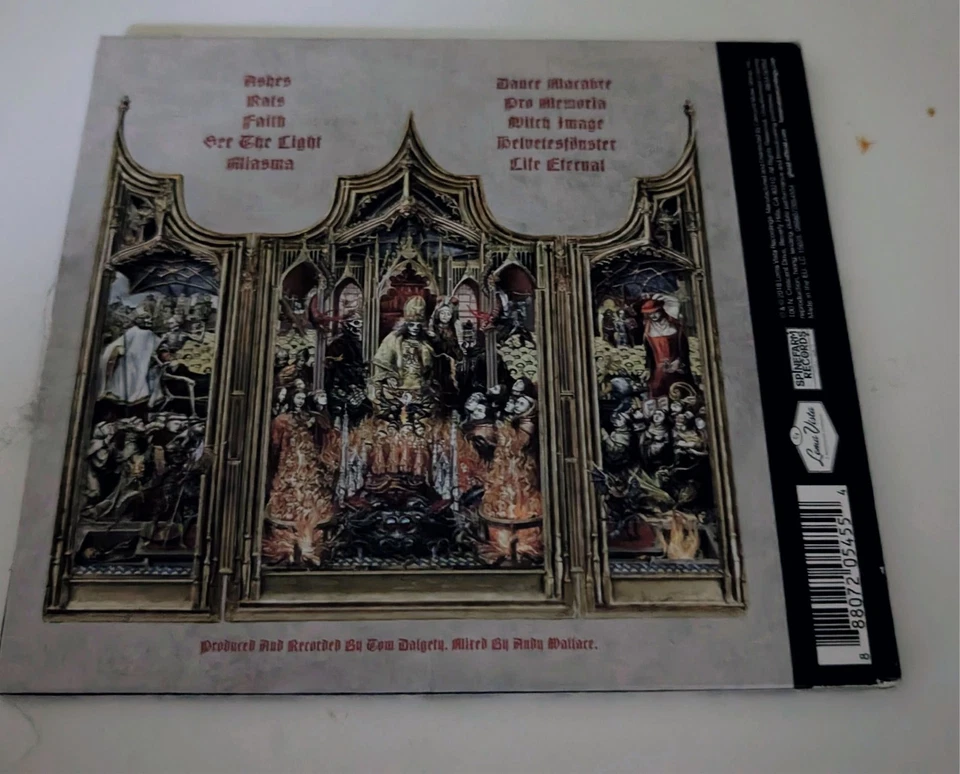 Ashes
Rats
Faith
See The Light
Miasma
Dance Macabre
Pro Memoria
Witch Image
Helvetesfönster
Life Eternal
Produced And Recorded By Tom Dalgety. Mixed By Andy Wallace.
SPINEFARM
RECORDS
Loma Vista
8 88072 05455 4